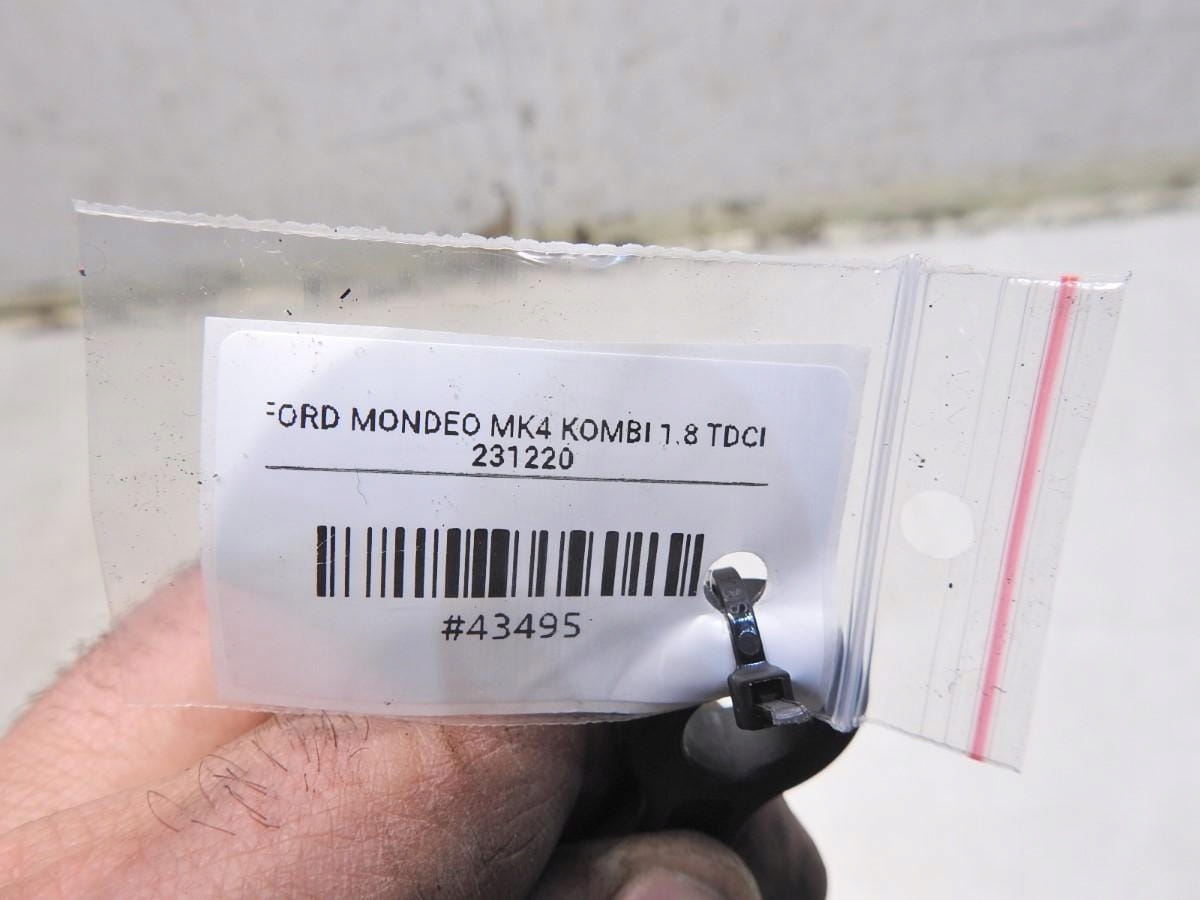 FORD MONDEO MK4 KOMBI 1.8 TDCI
231220
#43495